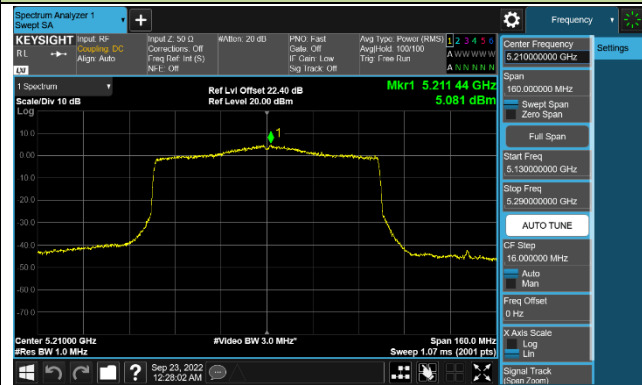 Spectrum Analyzer 1
Swept SA
+
Frequency
KEYSIGHT
RL
LXI
Input: RF
Coupling: DC
Align: Auto
Input Z: 50 Ω
Corrections: Off
Freq Ref: Int (S)
NFE: Off
#Atten: 20 dB
PNO: Fast
Gate: Off
IF Gain: Low
Sig Track: Off
Avg Type: Power (RMS)
Avg|Hold: 100/100
Trig: Free Run
1 2 3 4 5 6
A W W W W W
A N N N N N
Center Frequency
5.210000000 GHz
Settings
Span
160.000000 MHz
Swept Span
Zero Span
Full Span
Start Freq
5.130000000 GHz
Stop Freq
5.290000000 GHz
AUTO TUNE
CF Step
16.000000 MHz
Auto
Man
Freq Offset
0 Hz
X Axis Scale
Log
Lin
Signal Track
(Span Zoom)
1 Spectrum
Scale/Div 10 dB
Log
Ref Lvl Offset 22.40 dB
Ref Level 20.00 dBm
Mkr1 5.211 44 GHz
5.081 dBm
1
10.0
0.00
-10.0
-20.0
-30.0
-40.0
-50.0
-60.0
-70.0
Center 5.21000 GHz
#Res BW 1.0 MHz
#Video BW 3.0 MHz*
Span 160.0 MHz
Sweep 1.07 ms (2001 pts)
?
Sep 23, 2022
12:28:02 AM